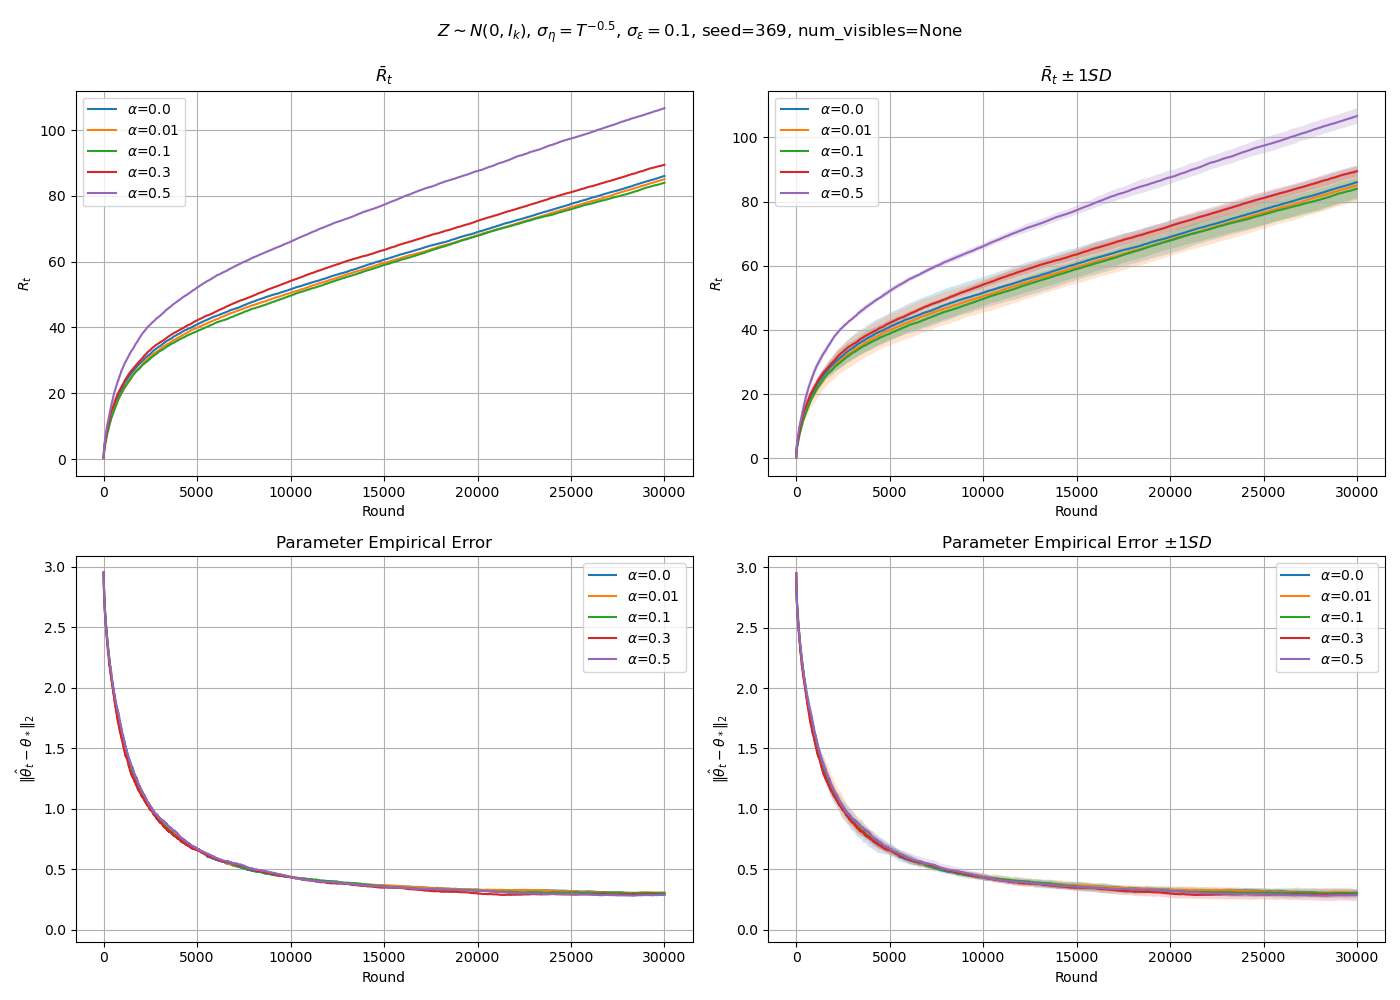 Z ∼ N(0, I_k), σ_η = T^{−0.5}, σ_ε = 0.1, seed=369, num_visibles=None
R̄_t
R_t
100
80
60
40
20
0
α=0.0
α=0.01
α=0.1
α=0.3
α=0.5
0 5000 10000 15000 20000 25000 30000
Round
R̄_t ± 1SD
R_t
100
80
60
40
20
0
α=0.0
α=0.01
α=0.1
α=0.3
α=0.5
0 5000 10000 15000 20000 25000 30000
Round
Parameter Empirical Error
‖θ̂_t − θ_*‖_2
3.0
2.5
2.0
1.5
1.0
0.5
0.0
α=0.0
α=0.01
α=0.1
α=0.3
α=0.5
0 5000 10000 15000 20000 25000 30000
Round
Parameter Empirical Error ±1SD
‖θ̂_t − θ_*‖_2
3.0
2.5
2.0
1.5
1.0
0.5
0.0
α=0.0
α=0.01
α=0.1
α=0.3
α=0.5
0 5000 10000 15000 20000 25000 30000
Round